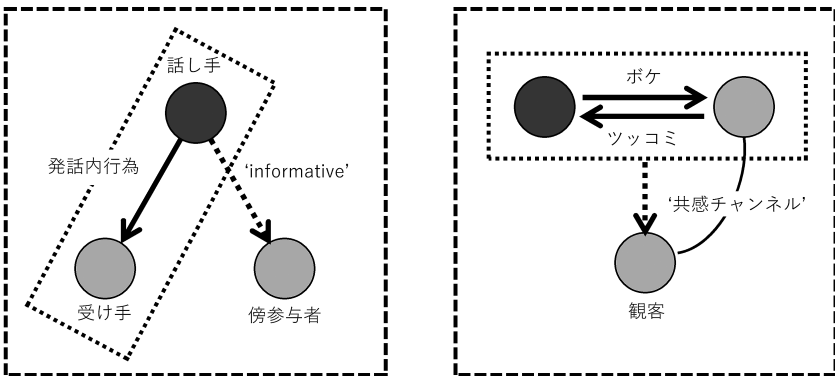 話し手
発話内行為
‘informative’
受け手
傍参与者
ボケ
ツッコミ
‘共感チャンネル’
観客